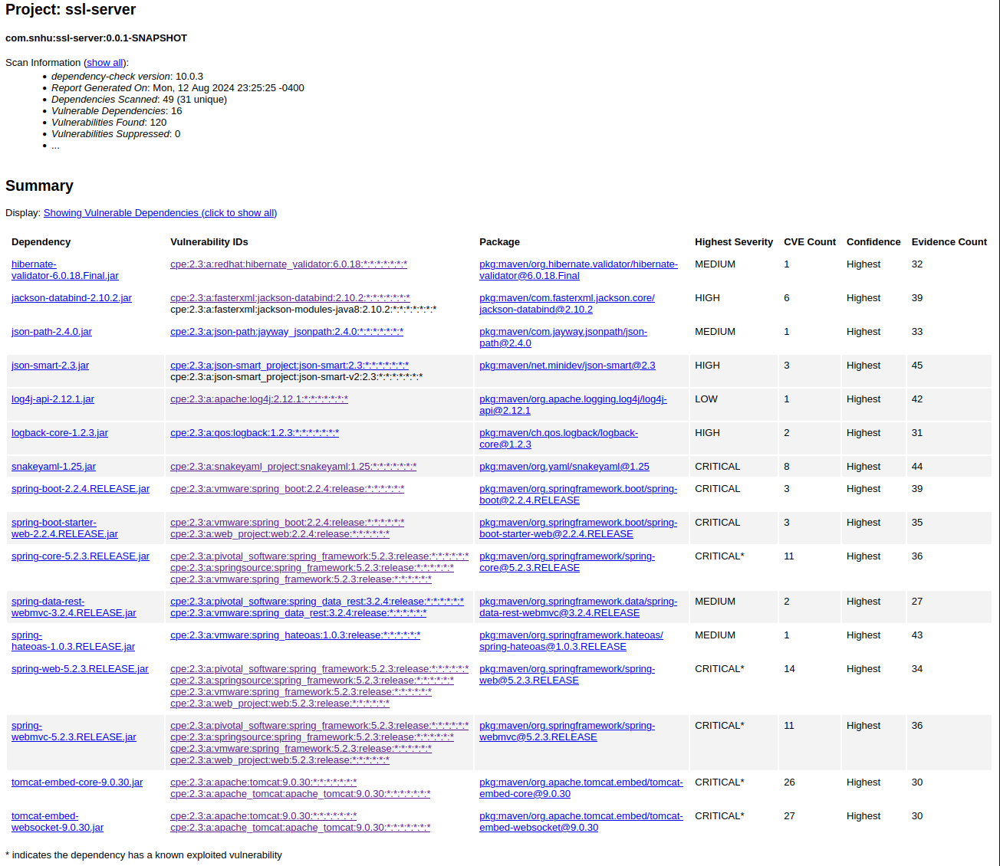 Project: ssl-server
com.snhu:ssl-server:0.0.1-SNAPSHOT
Scan Information (show all):
• dependency-check version: 10.0.3
• Report Generated On: Mon, 12 Aug 2024 23:25:25 -0400
• Dependencies Scanned: 49 (31 unique)
• Vulnerable Dependencies: 16
• Vulnerabilities Found: 120
• Vulnerabilities Suppressed: 0
• ...
Summary
Display: Showing Vulnerable Dependencies (click to show all)
Dependency Vulnerability IDs Package Highest Severity CVE Count Confidence Evidence Count
hibernate- cpe:2.3:a:redhat:hibernate_validator:6.0.18:*:*:*:*:*:*:* pkg:maven/org.hibernate.validator/hibernate- MEDIUM 1 Highest 32
validator-6.0.18.Final.jar validator@6.0.18.Final
jackson-databind-2.10.2.jar cpe:2.3:a:fasterxml:jackson-databind:2.10.2:*:*:*:*:*:*:* pkg:maven/com.fasterxml.jackson.core/ HIGH 6 Highest 39
cpe:2.3:a:fasterxml:jackson-modules-java8:2.10.2:*:*:*:*:*:*:* jackson-databind@2.10.2
json-path-2.4.0.jar cpe:2.3:a:json-path:jayway_jsonpath:2.4.0:*:*:*:*:*:*:* pkg:maven/com.jayway.jsonpath/json- MEDIUM 1 Highest 33
path@2.4.0
json-smart-2.3.jar cpe:2.3:a:json-smart_project:json-smart:2.3:*:*:*:*:*:*:* pkg:maven/net.minidev/json-smart@2.3 HIGH 3 Highest 45
cpe:2.3:a:json-smart_project:json-smart-v2:2.3:*:*:*:*:*:*:*
log4j-api-2.12.1.jar cpe:2.3:a:apache:log4j:2.12.1:*:*:*:*:*:*:* pkg:maven/org.apache.logging.log4j/log4j- LOW 1 Highest 42
api@2.12.1
logback-core-1.2.3.jar cpe:2.3:a:qos:logback:1.2.3:*:*:*:*:*:*:* pkg:maven/ch.qos.logback/logback- HIGH 2 Highest 31
core@1.2.3
snakeyaml-1.25.jar cpe:2.3:a:snakeyaml_project:snakeyaml:1.25:*:*:*:*:*:*:* pkg:maven/org.yaml/snakeyaml@1.25 CRITICAL 8 Highest 44
spring-boot-2.2.4.RELEASE.jar cpe:2.3:a:vmware:spring_boot:2.2.4:release:*:*:*:*:*:* pkg:maven/org.springframework.boot/spring- CRITICAL 3 Highest 39
boot@2.2.4.RELEASE
spring-boot-starter- cpe:2.3:a:vmware:spring_boot:2.2.4:release:*:*:*:*:*:* pkg:maven/org.springframework.boot/spring- CRITICAL 3 Highest 35
web-2.2.4.RELEASE.jar cpe:2.3:a:web_project:web:2.2.4:release:*:*:*:*:*:* boot-starter-web@2.2.4.RELEASE
spring-core-5.2.3.RELEASE.jar cpe:2.3:a:pivotal_software:spring_framework:5.2.3:release:*:*:*:*:*:* pkg:maven/org.springframework/spring- CRITICAL* 11 Highest 36
cpe:2.3:a:springsource:spring_framework:5.2.3:release:*:*:*:*:*:* core@5.2.3.RELEASE
cpe:2.3:a:vmware:spring_framework:5.2.3:release:*:*:*:*:*:*
spring-data-rest- cpe:2.3:a:pivotal_software:spring_data_rest:3.2.4:release:*:*:*:*:*:* pkg:maven/org.springframework.data/spring- MEDIUM 2 Highest 27
webmvc-3.2.4.RELEASE.jar cpe:2.3:a:vmware:spring_data_rest:3.2.4:release:*:*:*:*:*:* data-rest-webmvc@3.2.4.RELEASE
spring- cpe:2.3:a:vmware:spring_hateoas:1.0.3:release:*:*:*:*:*:* pkg:maven/org.springframework.hateoas/ MEDIUM 1 Highest 43
hateoas-1.0.3.RELEASE.jar spring-hateoas@1.0.3.RELEASE
spring-web-5.2.3.RELEASE.jar cpe:2.3:a:pivotal_software:spring_framework:5.2.3:release:*:*:*:*:*:* pkg:maven/org.springframework/spring- CRITICAL* 14 Highest 34
cpe:2.3:a:springsource:spring_framework:5.2.3:release:*:*:*:*:*:* web@5.2.3.RELEASE
cpe:2.3:a:vmware:spring_framework:5.2.3:release:*:*:*:*:*:*
cpe:2.3:a:web_project:web:5.2.3:release:*:*:*:*:*:*
spring- cpe:2.3:a:pivotal_software:spring_framework:5.2.3:release:*:*:*:*:*:* pkg:maven/org.springframework/spring- CRITICAL* 11 Highest 36
webmvc-5.2.3.RELEASE.jar cpe:2.3:a:springsource:spring_framework:5.2.3:release:*:*:*:*:*:* webmvc@5.2.3.RELEASE
cpe:2.3:a:vmware:spring_framework:5.2.3:release:*:*:*:*:*:*
cpe:2.3:a:web_project:web:5.2.3:release:*:*:*:*:*:*
tomcat-embed-core-9.0.30.jar cpe:2.3:a:apache:tomcat:9.0.30:*:*:*:*:*:*:* pkg:maven/org.apache.tomcat.embed/tomcat- CRITICAL* 26 Highest 30
cpe:2.3:a:apache_tomcat:apache_tomcat:9.0.30:*:*:*:*:*:*:* embed-core@9.0.30
tomcat-embed- cpe:2.3:a:apache:tomcat:9.0.30:*:*:*:*:*:*:* pkg:maven/org.apache.tomcat.embed/tomcat- CRITICAL* 27 Highest 30
websocket-9.0.30.jar cpe:2.3:a:apache_tomcat:apache_tomcat:9.0.30:*:*:*:*:*:*:* embed-websocket@9.0.30
* indicates the dependency has a known exploited vulnerability